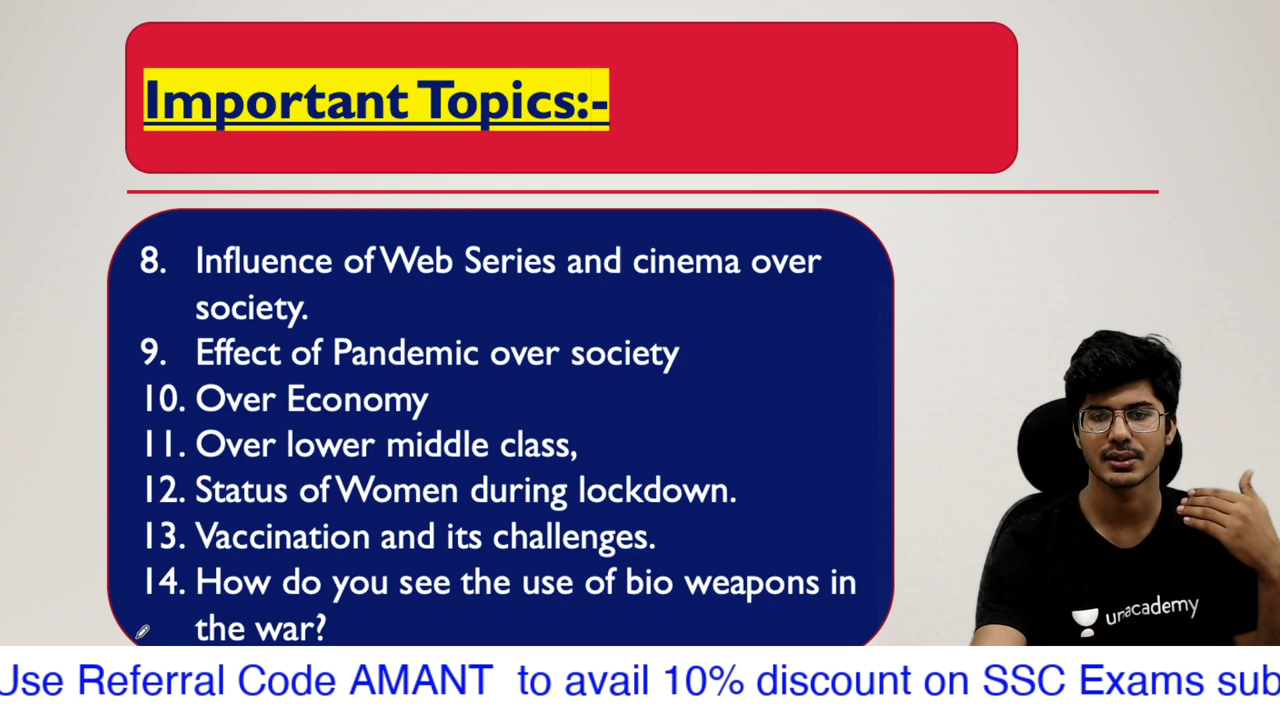 Important Topics:-
8. Influence of Web Series and cinema over
society.
9. Effect of Pandemic over society
10. Over Economy
11. Over lower middle class,
12. Status of Women during lockdown.
13. Vaccination and its challenges.
14. How do you see the use of bio weapons in
the war?
unacademy
Use Referral Code AMANT to avail 10% discount on SSC Exams sub